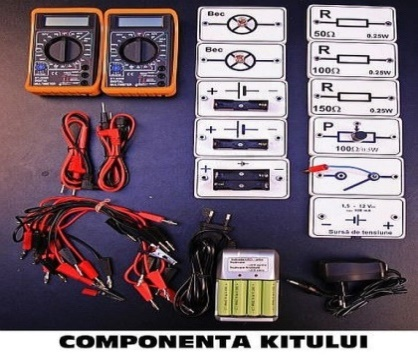 Bec
Bec
+
-
+
-
+
R
50Ω
0.25W
R
100Ω
0.25W
R
150Ω
0.25W
P
100Ω
1,5 - 12 V
+
Sursă de tensiune
COMPONENTA KITULUI